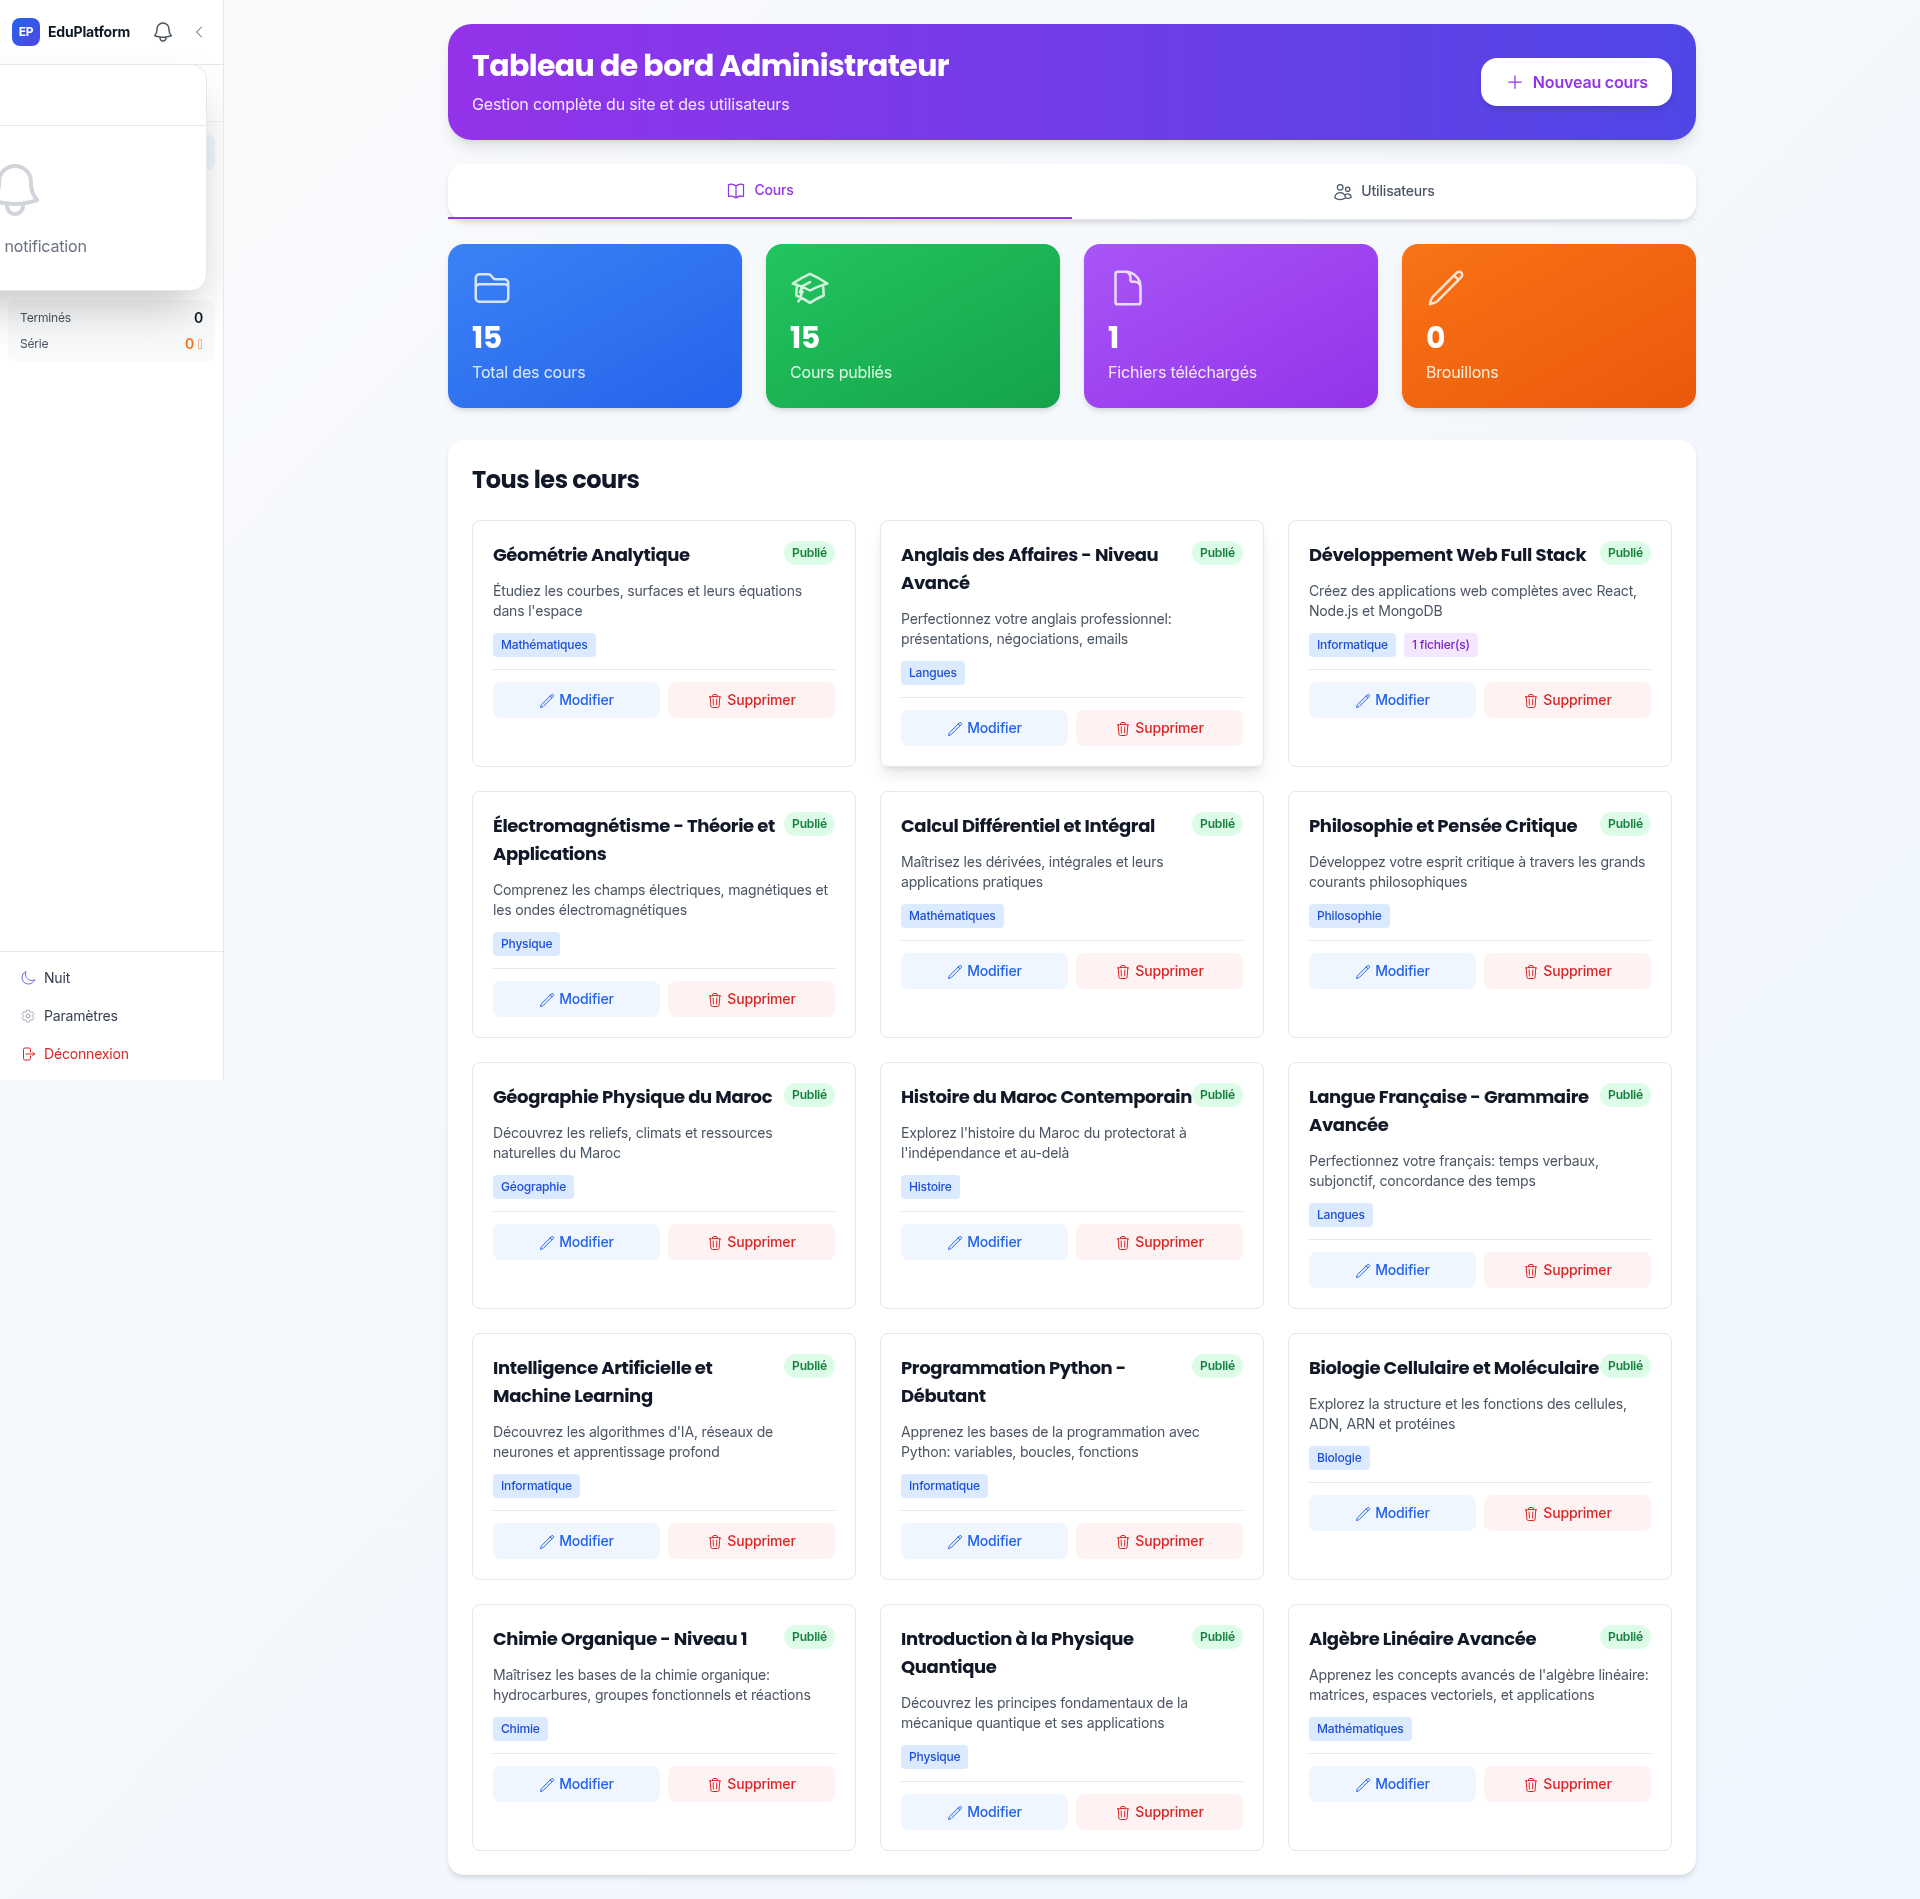 EP EduPlatform
notification
Terminés 0
Série 0
Nuit
Paramètres
Déconnexion
Tableau de bord Administrateur
Gestion complète du site et des utilisateurs
Nouveau cours
Cours
Utilisateurs
15
Total des cours
15
Cours publiés
1
Fichiers téléchargés
0
Brouillons
Tous les cours
Géométrie Analytique
Publié
Étudiez les courbes, surfaces et leurs équations
dans l'espace
Mathématiques
Modifier Supprimer
Anglais des Affaires - Niveau
Avancé
Publié
Perfectionnez votre anglais professionnel:
présentations, négociations, emails
Langues
Modifier Supprimer
Développement Web Full Stack
Publié
Créez des applications web complètes avec React,
Node.js et MongoDB
Informatique 1 fichier(s)
Modifier Supprimer
Électromagnétisme - Théorie et
Applications
Publié
Comprenez les champs électriques, magnétiques et
les ondes électromagnétiques
Physique
Modifier Supprimer
Calcul Différentiel et Intégral
Publié
Maîtrisez les dérivées, intégrales et leurs
applications pratiques
Mathématiques
Modifier Supprimer
Philosophie et Pensée Critique
Publié
Développez votre esprit critique à travers les grands
courants philosophiques
Philosophie
Modifier Supprimer
Géographie Physique du Maroc
Publié
Découvrez les reliefs, climats et ressources
naturelles du Maroc
Géographie
Modifier Supprimer
Histoire du Maroc Contemporain
Publié
Explorez l'histoire du Maroc du protectorat à
l'indépendance et au-delà
Histoire
Modifier Supprimer
Langue Française - Grammaire
Avancée
Publié
Perfectionnez votre français: temps verbaux,
subjonctif, concordance des temps
Langues
Modifier Supprimer
Intelligence Artificielle et
Machine Learning
Publié
Découvrez les algorithmes d'IA, réseaux de
neurones et apprentissage profond
Informatique
Modifier Supprimer
Programmation Python -
Débutant
Publié
Apprenez les bases de la programmation avec
Python: variables, boucles, fonctions
Informatique
Modifier Supprimer
Biologie Cellulaire et Moléculaire
Publié
Explorez la structure et les fonctions des cellules,
ADN, ARN et protéines
Biologie
Modifier Supprimer
Chimie Organique - Niveau 1
Publié
Maîtrisez les bases de la chimie organique:
hydrocarbures, groupes fonctionnels et réactions
Chimie
Modifier Supprimer
Introduction à la Physique
Quantique
Publié
Découvrez les principes fondamentaux de la
mécanique quantique et ses applications
Physique
Modifier Supprimer
Algèbre Linéaire Avancée
Publié
Apprenez les concepts avancés de l'algèbre linéaire:
matrices, espaces vectoriels, et applications
Mathématiques
Modifier Supprimer